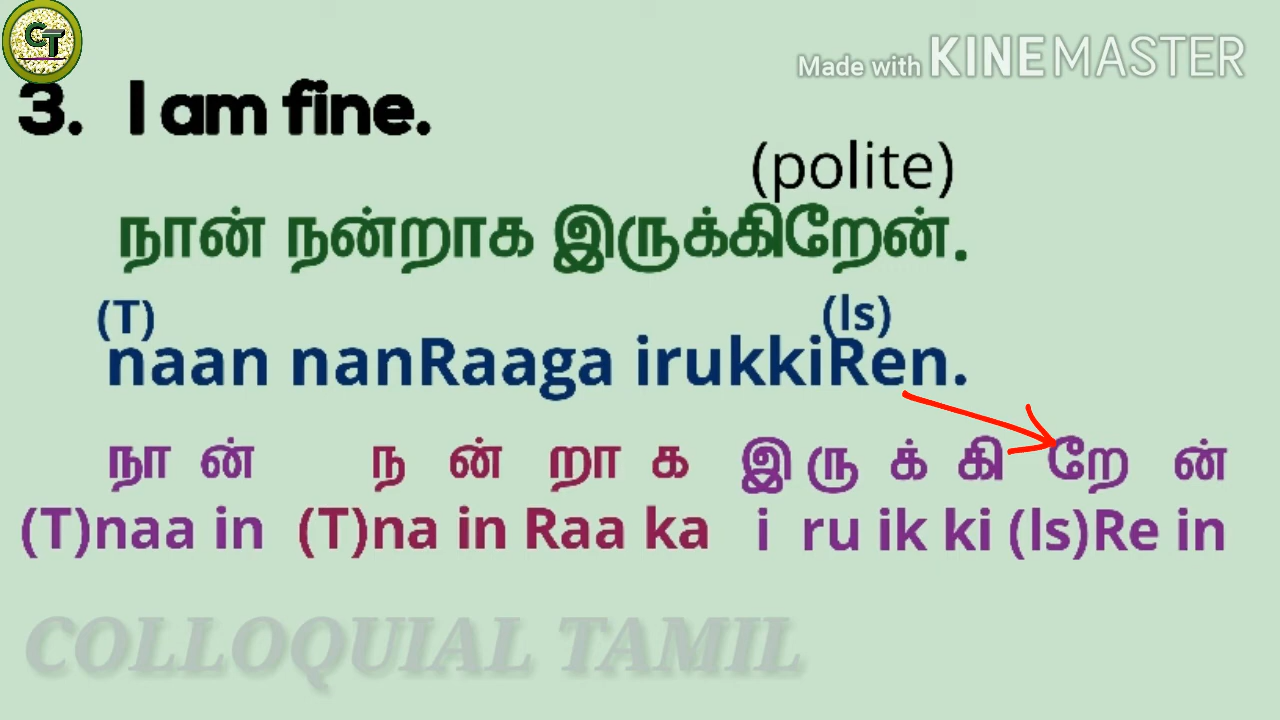 CT
Made with KINEMASTER
3. I am fine.
(polite)
நான் நன்றாக இருக்கிறேன்.
(T) (ls)
naan nanRaaga irukkiRen.
நா ன் ந ன் றா க இ ரு க் கி றே ன்
(T)naa in (T)na in Raa ka i ru ik ki (ls)Re in
COLLOQUIAL TAMIL